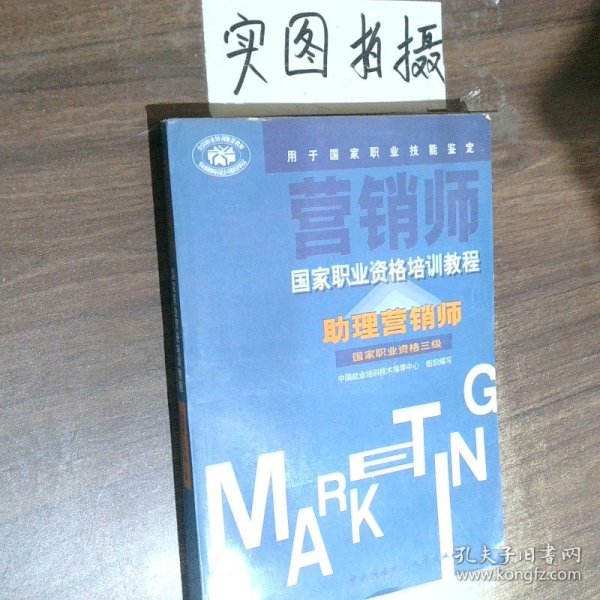 实图拍摄
用于国家职业技能鉴定
营销师
国家职业资格培训教程
助理营销师
国家职业资格三级
中国就业培训技术指导中心 组织编写
MARKETING
孔夫子旧书网
www.kongfz.com